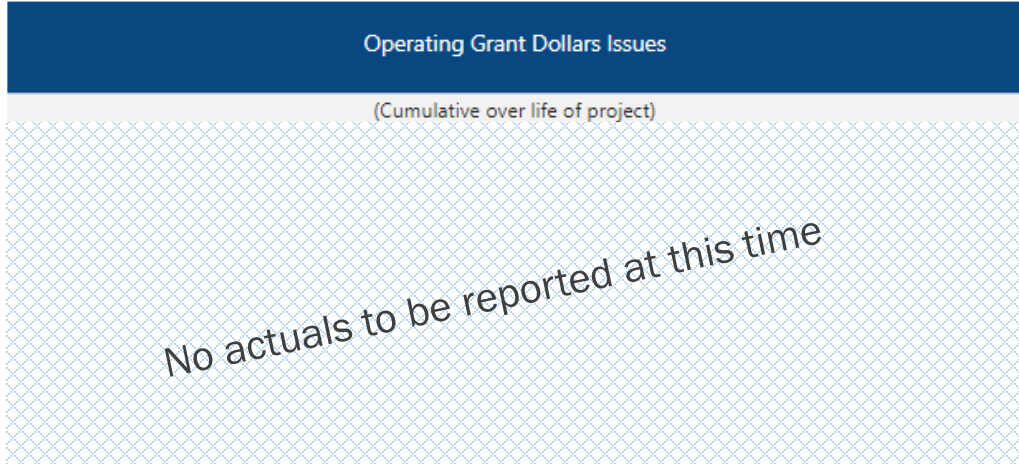 Operating Grant Dollars Issues
(Cumulative over life of project)
No actuals to be reported at this time